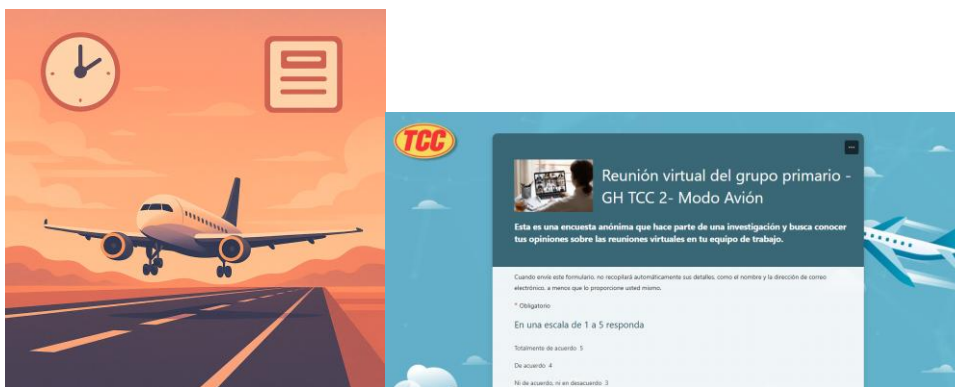 TCC
Reunión virtual del grupo primario -
GH TCC 2- Modo Avión
Esta es una encuesta anónima que hace parte de una investigación y busca conocer
tus opiniones sobre las reuniones virtuales en tu equipo de trabajo.
Cuando envíe este formulario, no recopilará automáticamente sus detalles, como el nombre y la dirección de correo
electrónico, a menos que lo proporcione usted mismo.
* Obligatorio
En una escala de 1 a 5 responda
Totalmente de acuerdo 5
De acuerdo 4
Ni de acuerdo, ni en desacuerdo 3